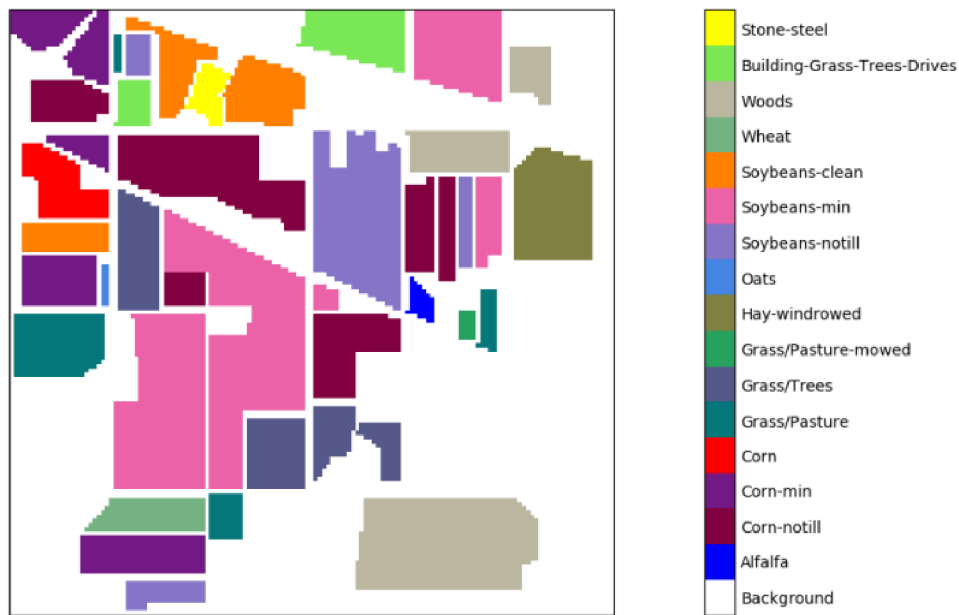 Stone-steel
Building-Grass-Trees-Drives
Woods
Wheat
Soybeans-clean
Soybeans-min
Soybeans-notill
Oats
Hay-windrowed
Grass/Pasture-mowed
Grass/Trees
Grass/Pasture
Corn
Corn-min
Corn-notill
Alfalfa
Background